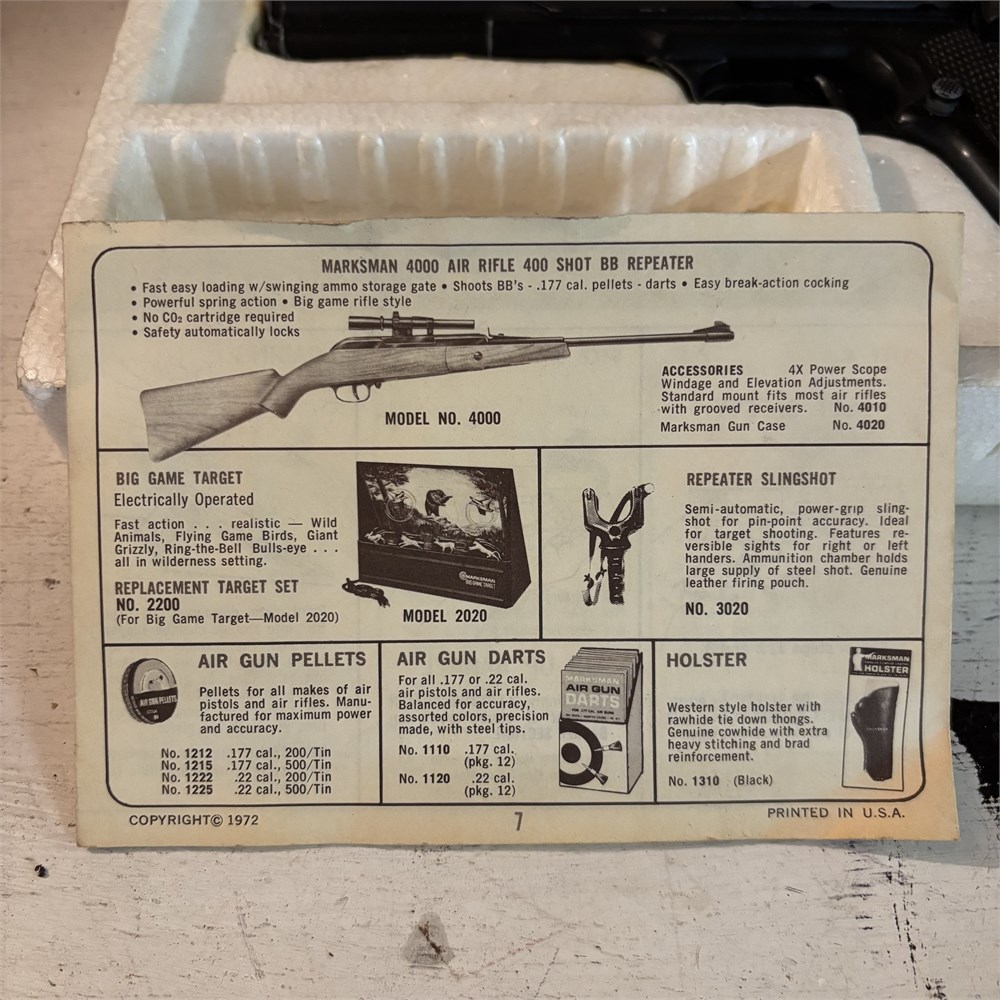 MARKSMAN 4000 AIR RIFLE 400 SHOT BB REPEATER
• Fast easy loading w/swinging ammo storage gate • Shoots BB's - .177 cal. pellets - darts • Easy break-action cocking
• Powerful spring action • Big game rifle style
• No CO₂ cartridge required
• Safety automatically locks
MODEL NO. 4000
ACCESSORIES 4X Power Scope
Windage and Elevation Adjustments.
Standard mount fits most air rifles
with grooved receivers. No. 4010
Marksman Gun Case No. 4020
BIG GAME TARGET
Electrically Operated
Fast action . . . realistic — Wild
Animals, Flying Game Birds, Giant
Grizzly, Ring-the-Bell Bulls-eye . . .
all in wilderness setting.
REPLACEMENT TARGET SET
NO. 2200
(For Big Game Target—Model 2020)
MARKSMAN
BIG GAME TARGET
MODEL 2020
REPEATER SLINGSHOT
Semi-automatic, power-grip sling-
shot for pin-point accuracy. Ideal
for target shooting. Features re-
versible sights for right or left
handers. Ammunition chamber holds
large supply of steel shot. Genuine
leather firing pouch.
NO. 3020
AIR GUN PELLETS
AIR GUN PELLETS
Pellets for all makes of air
pistols and air rifles. Manu-
factured for maximum power
and accuracy.
No. 1212 .177 cal., 200/Tin
No. 1215 .177 cal., 500/Tin
No. 1222 .22 cal., 200/Tin
No. 1225 .22 cal., 500/Tin
AIR GUN DARTS
For all .177 or .22 cal.
air pistols and air rifles.
Balanced for accuracy,
assorted colors, precision
made, with steel tips.
No. 1110 .177 cal.
(pkg. 12)
No. 1120 .22 cal.
(pkg. 12)
MARKSMAN
AIR GUN
DARTS
HOLSTER
Western style holster with
rawhide tie down thongs.
Genuine cowhide with extra
heavy stitching and brad
reinforcement.
No. 1310 (Black)
MARKSMAN
HOLSTER
COPYRIGHT© 1972
7
PRINTED IN U.S.A.